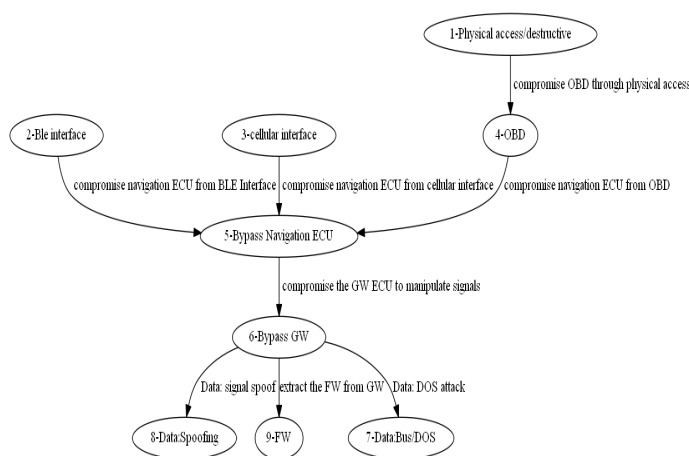 1-Physical access/destructive
compromise OBD through physical access
2-Ble interface
3-cellular interface
4-OBD
compromise navigation ECU from BLE Interface
compromise navigation ECU from cellular interface
compromise navigation ECU from OBD
5-Bypass Navigation ECU
compromise the GW ECU to manipulate signals
6-Bypass GW
Data: signal spoof
extract the FW from GW
Data: DOS attack
8-Data:Spoofing
9-FW
7-Data:Bus/DOS